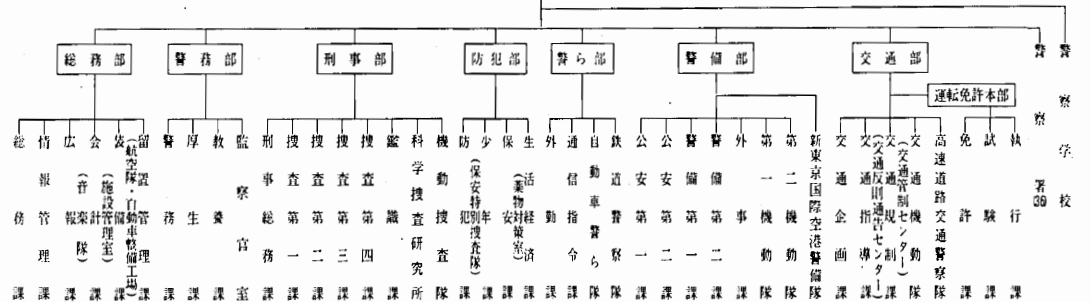 総務部
警務部
刑事部
防犯部
警ら部
警備部
交通部
運転免許本部
総務課
情報管理課
広報課
(音楽隊)
会計課
(施設管理室)
装備課
(航空隊・自動車整備工場)
留置管理課
警務課
厚生課
教養課
監察官室
刑事総務課
捜査第一課
捜査第二課
捜査第三課
捜査第四課
鑑識課
科学捜査研究所
機動捜査隊
防犯課
(保安特別捜査隊)
少年課
保安課
(薬物対策室)
生活経済課
外勤課
通信指令課
自動車警ら隊
鉄道警察隊
公安第一課
公安第二課
警備第一課
警備第二課
外事課
第一機動隊
第二機動隊
新東京国際空港警備隊
交通企画課
交通指導課
(交通反則通告センター)
交通規制課
(交通管制センター)
交通機動隊
高速道路交通警察隊
免許課
試験課
執行課
警察署39
警察学校